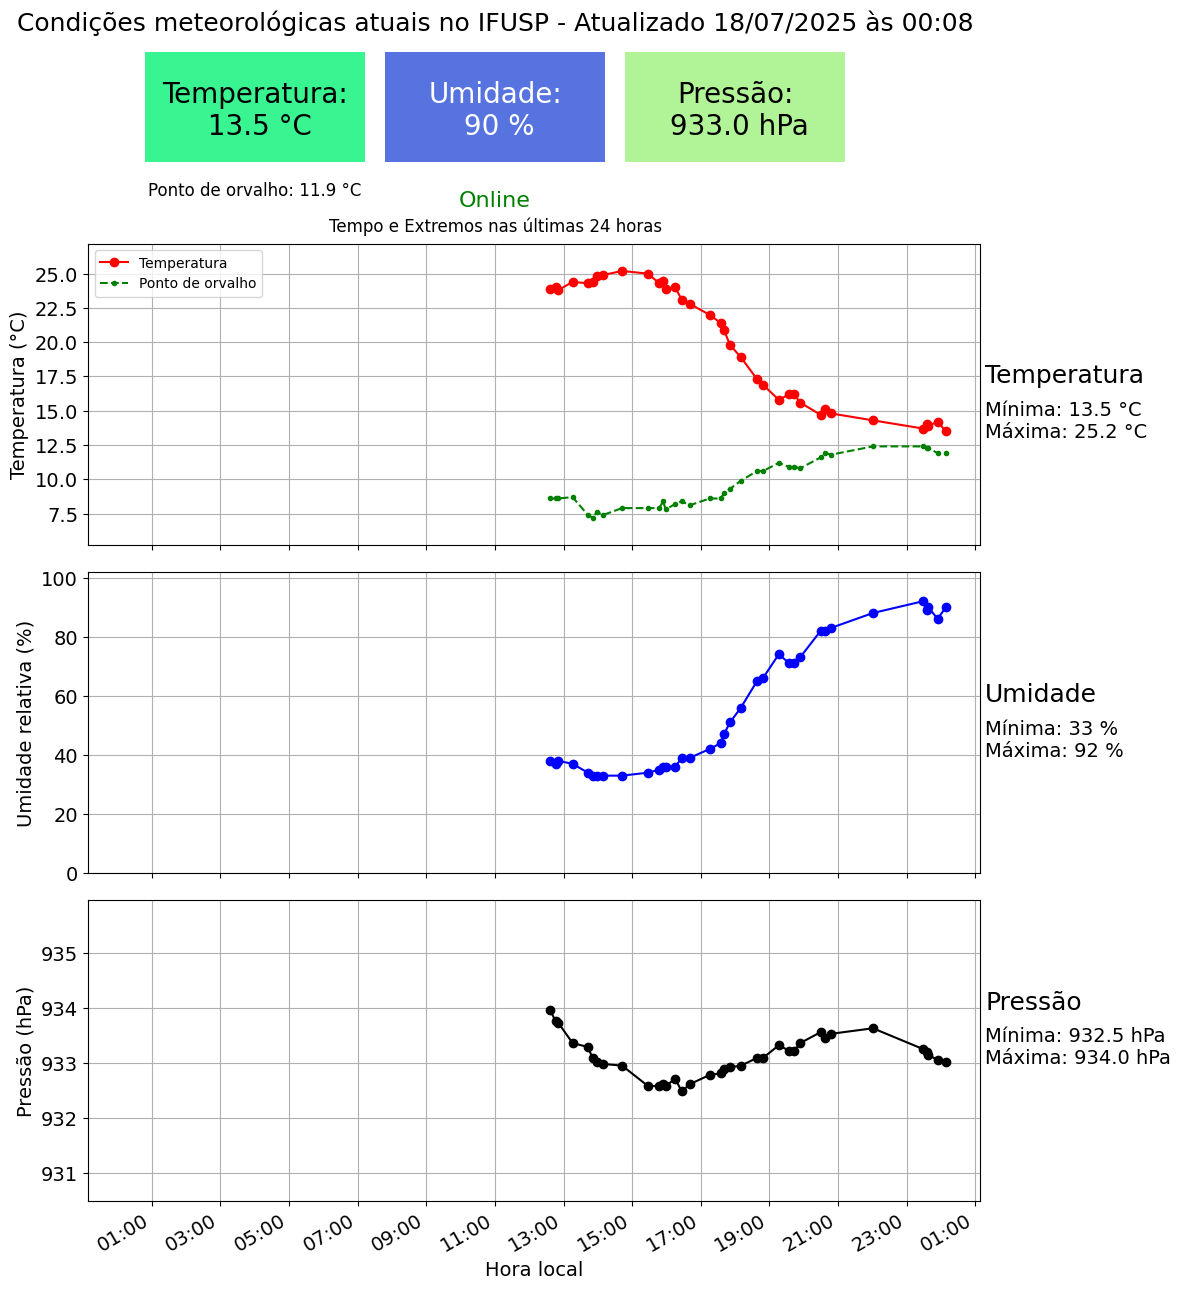 Condições meteorológicas atuais no IFUSP - Atualizado 18/07/2025 às 00:08
Temperatura:
13.5 °C
Umidade:
90 %
Pressão:
933.0 hPa
Ponto de orvalho: 11.9 °C
Online
Tempo e Extremos nas últimas 24 horas
Temperatura
Ponto de orvalho
Temperatura (°C)
25.0
22.5
20.0
17.5
15.0
12.5
10.0
7.5
Temperatura
Mínima: 13.5 °C
Máxima: 25.2 °C
Umidade relativa (%)
100
80
60
40
20
0
Umidade
Mínima: 33 %
Máxima: 92 %
Pressão (hPa)
935
934
933
932
931
Pressão
Mínima: 932.5 hPa
Máxima: 934.0 hPa
01:00
03:00
05:00
07:00
09:00
11:00
13:00
15:00
17:00
19:00
21:00
23:00
01:00
Hora local